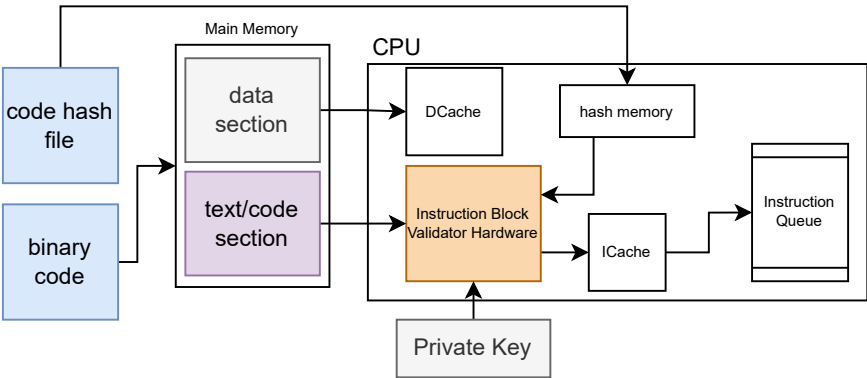 Main Memory
CPU
code hash
file
data
section
DCache
hash memory
binary
code
text/code
section
Instruction Block
Validator Hardware
ICache
Instruction
Queue
Private Key